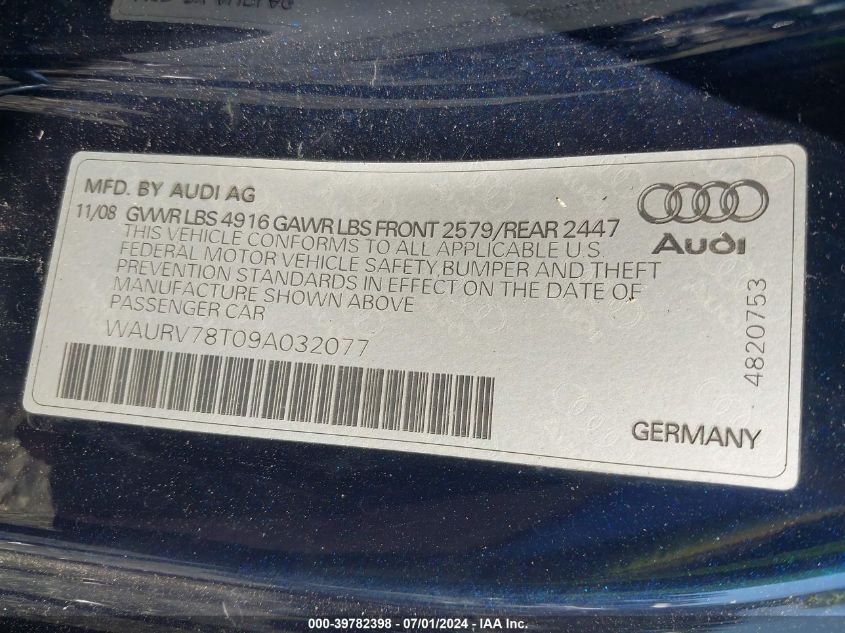 MFD. BY AUDI AG
11/08 GVWR LBS 4916 GAWR LBS FRONT 2579/REAR 2447
THIS VEHICLE CONFORMS TO ALL APPLICABLE U.S.
FEDERAL MOTOR VEHICLE SAFETY, BUMPER AND THEFT
PREVENTION STANDARDS IN EFFECT ON THE DATE OF
MANUFACTURE SHOWN ABOVE
PASSENGER CAR
WAURV78T09A032077
Audi
4820753
GERMANY
000-39782398 - 07/01/2024 - IAA Inc.